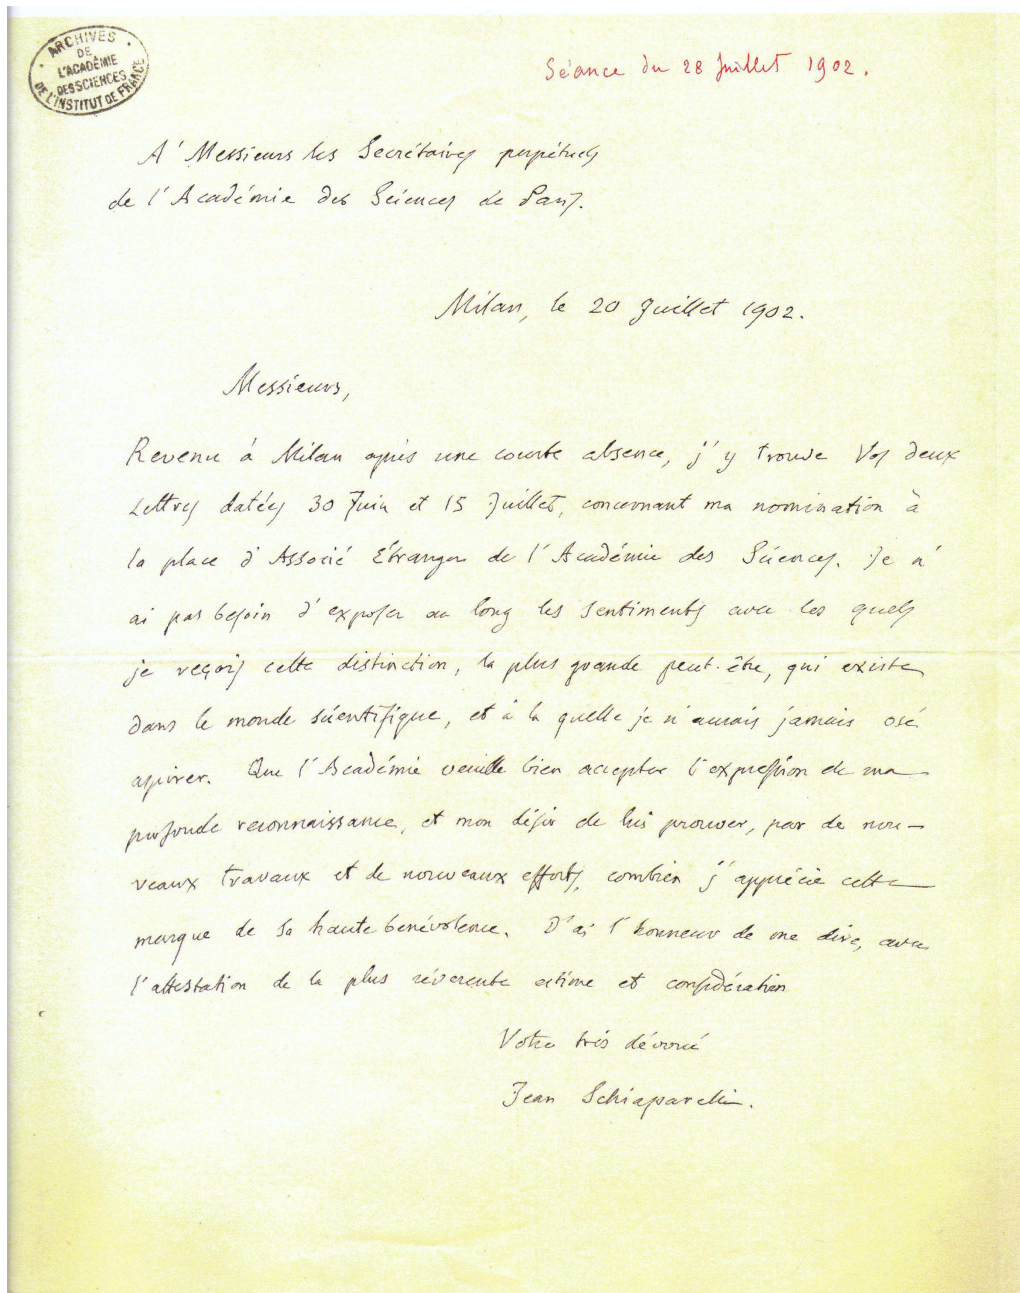 ARCHIVES
DE
L'ACADÉMIE
DES SCIENCES
DE L'INSTITUT DE FRANCE
Séance du 28 Juillet 1902.
A' Messieurs les Secrétaires perpétuels
de l'Académie des Sciences de Paris.
Milan, le 20 Juillet 1902.
Messieurs,
Revenu à Milan après une courte absence, j'y trouve Vos deux
Lettres datées 30 Juin et 15 Juillet, concernant ma nomination à
la place d'Associé Etranger de l'Académie des Sciences. Je n'
ai pas besoin d'exposer au long les sentiments avec les quels
je reçois cette distinction, la plus grande peut-être, qui existe
dans le monde scientifique, et à la quelle je n'aurais jamais osé
aspirer. Que l'Académie veuille bien accepter l'expression de ma
profonde reconnaissance, et mon désir de lui prouver, par de nou-
veaux travaux et de nouveaux efforts, combien j'apprécie cette
marque de sa haute benévolence. J'ai l'honneur de me dire, avec
l'attestation de la plus révérente estime et considération
Votre très dévoué
Jean Schiaparelli.